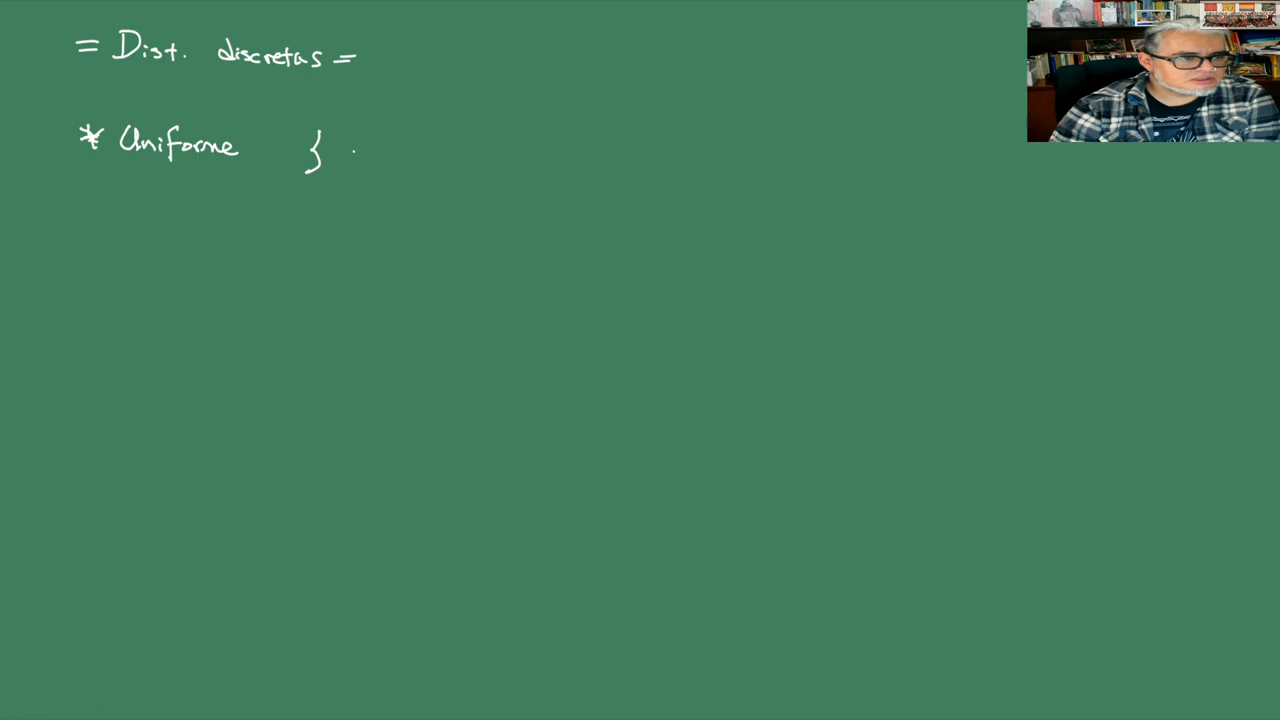 = Dist. discretas =
* Uniforme } .